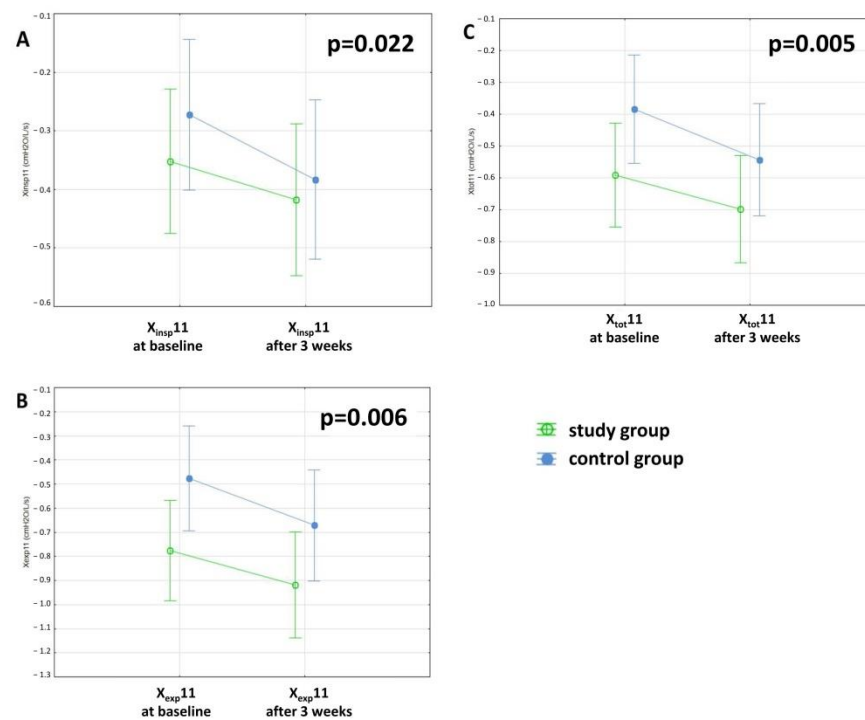 A
p=0.022
− 0.1
− 0.2
− 0.3
− 0.4
− 0.5
− 0.6
Xinsp11 (cmH2O/L/s)
Xinsp11 at baseline
Xinsp11 after 3 weeks
C
p=0.005
− 0.1
− 0.2
− 0.3
− 0.4
− 0.5
− 0.6
− 0.7
− 0.8
− 0.9
− 1.0
Xtot11 (cmH2O/L/s)
Xtot11 at baseline
Xtot11 after 3 weeks
B
p=0.006
− 0.1
− 0.2
− 0.3
− 0.4
− 0.5
− 0.6
− 0.7
− 0.8
− 0.9
− 1.0
− 1.1
− 1.2
− 1.3
Xexp11 (cmH2O/L/s)
Xexp11 at baseline
Xexp11 after 3 weeks
study group
control group